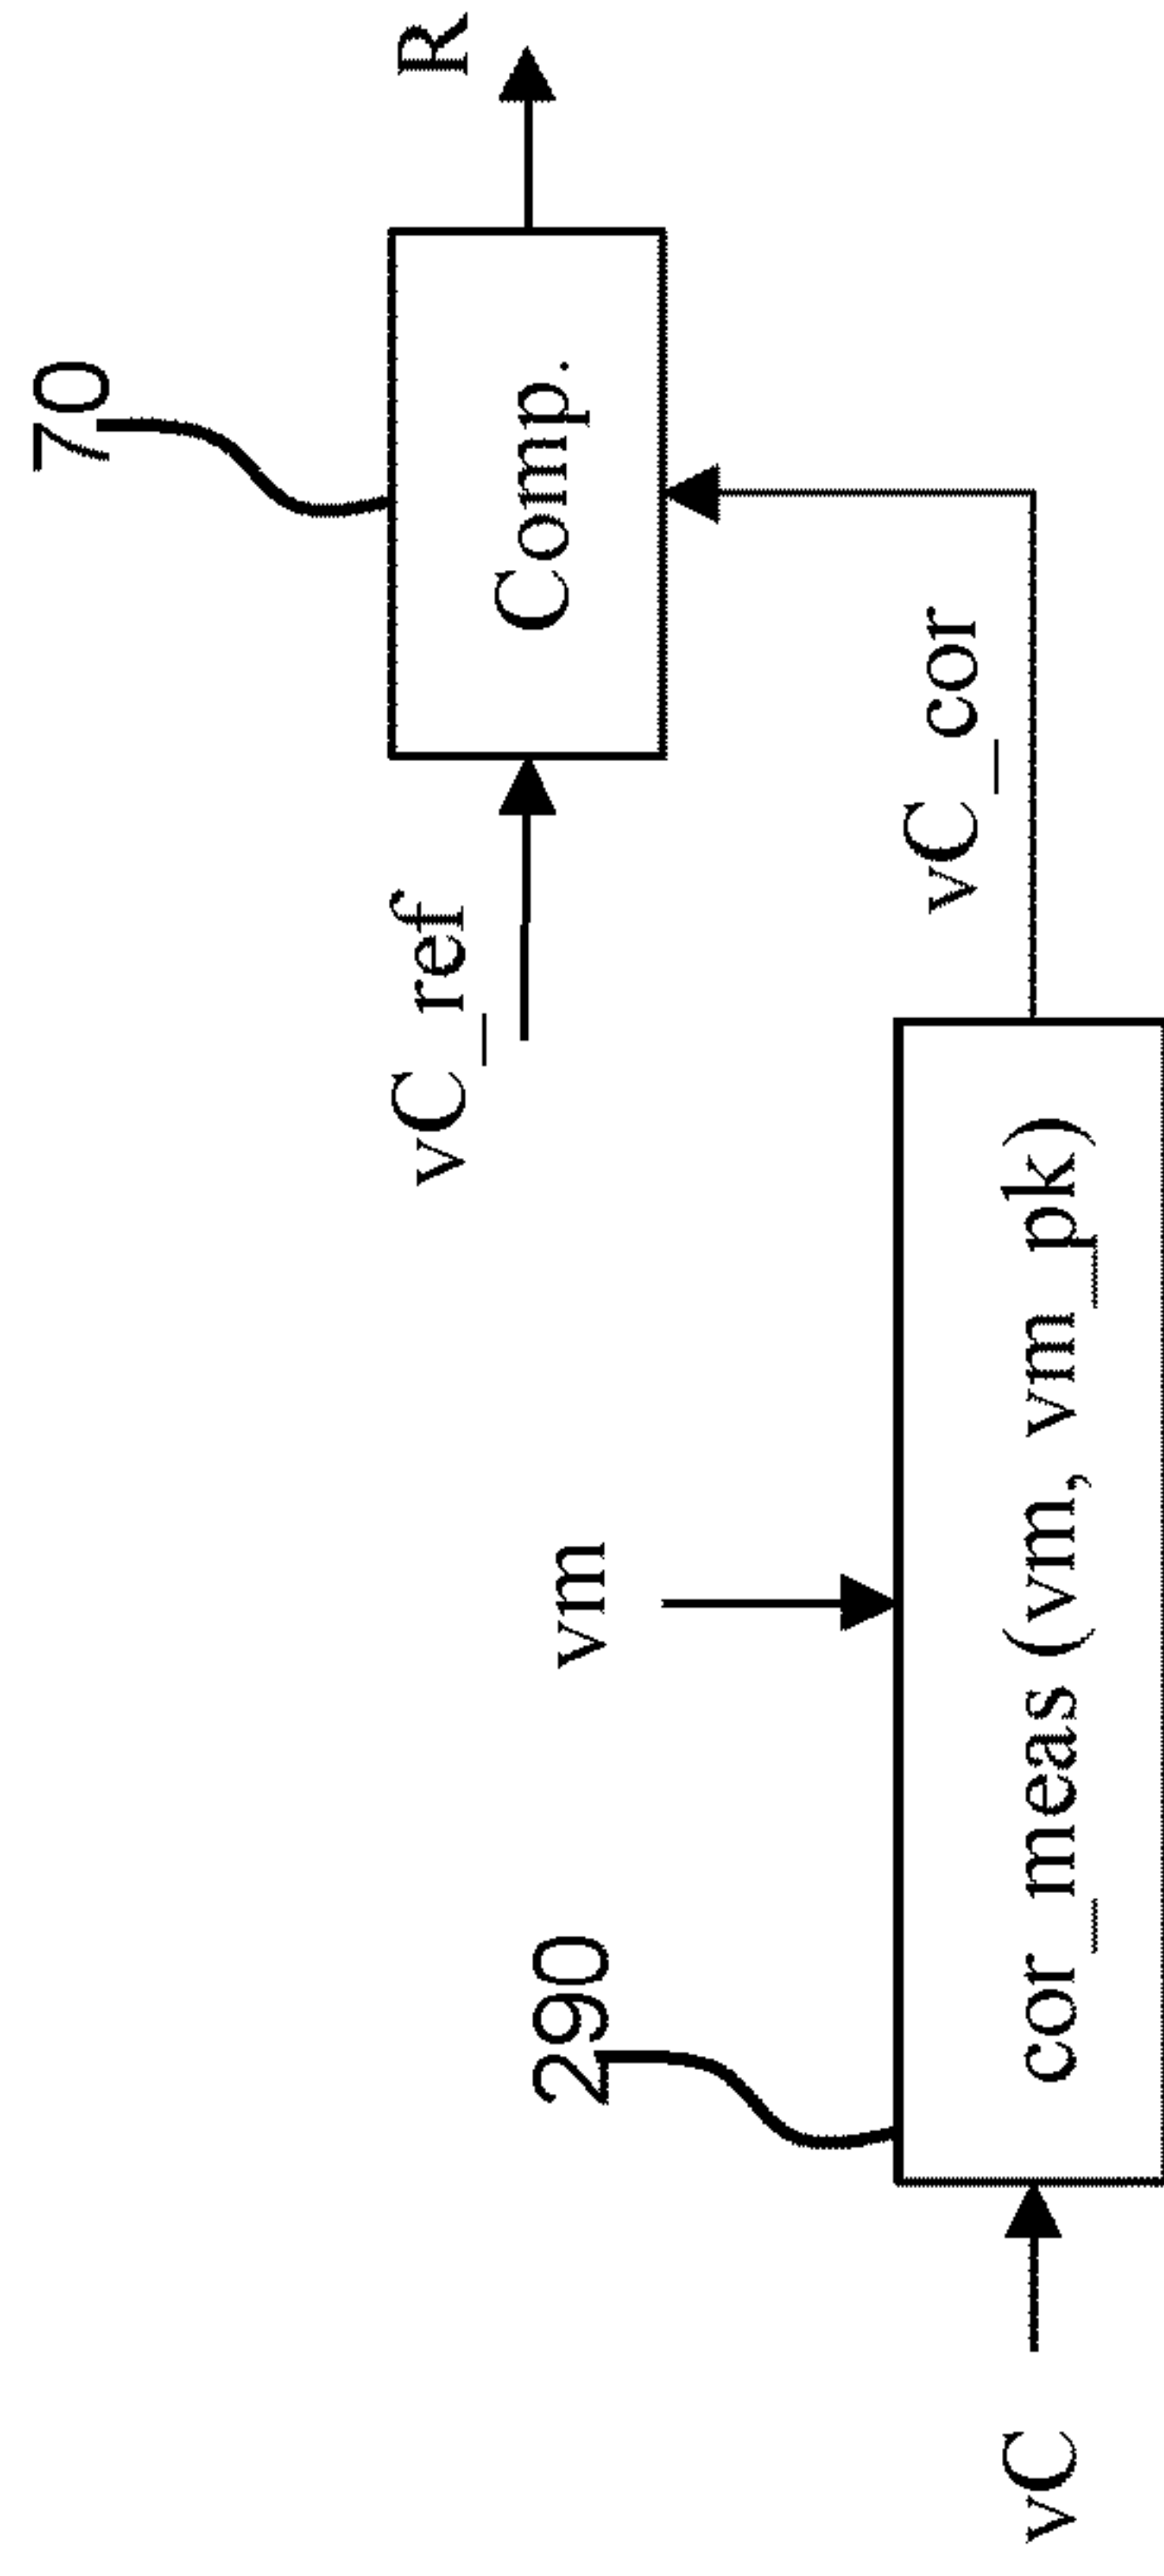 70
R
vC_ref
Comp.
290
vm
vC_cor
vC
cor_meas (vm, vm_pk)